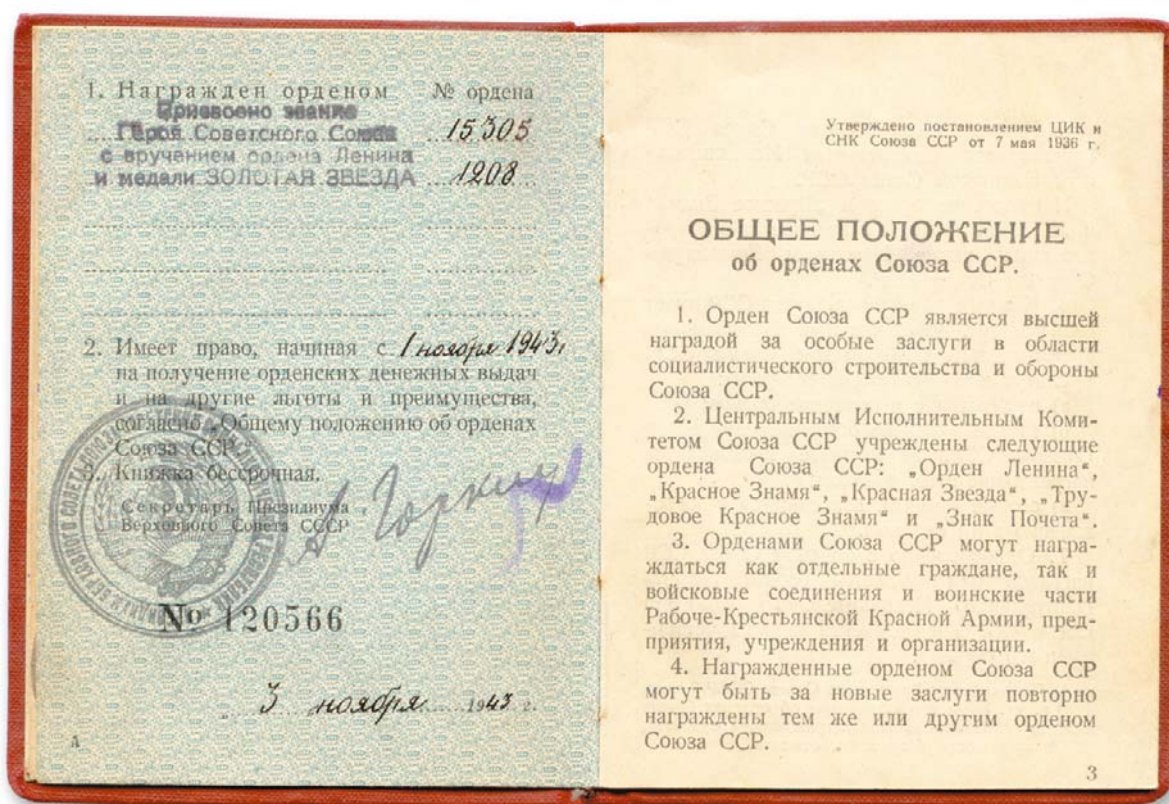 1. Награжден орденом № ордена
Присвоено звание
Героя Советского Союза 15305
с вручением ордена Ленина
и медали ЗОЛОТАЯ ЗВЕЗДА 1208
2. Имеет право, начиная с 1 ноября 1943 г
на получение орденских денежных выдач
и на другие льготы и преимущества,
согласно „Общему положению об орденах
Союза ССР“.
3. Книжка бессрочная.
Секретарь Президиума
Верховного Совета СССР
А Горкин
№ 120566
„ 3 ноября 1943 г.
А
Утверждено постановлением ЦИК и
СНК Союза ССР от 7 мая 1936 г.
ОБЩЕЕ ПОЛОЖЕНИЕ
об орденах Союза ССР.
1. Орден Союза ССР является высшей
наградой за особые заслуги в области
социалистического строительства и обороны
Союза ССР.
2. Центральным Исполнительным Коми-
тетом Союза ССР учреждены следующие
ордена Союза ССР: „Орден Ленина“,
„Красное Знамя“, „Красная Звезда“, „Тру-
довое Красное Знамя“ и „Знак Почета“.
3. Орденами Союза ССР могут награ-
ждаться как отдельные граждане, так и
войсковые соединения и воинские части
Рабоче-Крестьянской Красной Армии, пред-
приятия, учреждения и организации.
4. Награжденные орденом Союза ССР
могут быть за новые заслуги повторно
награждены тем же или другим орденом
Союза ССР.
3